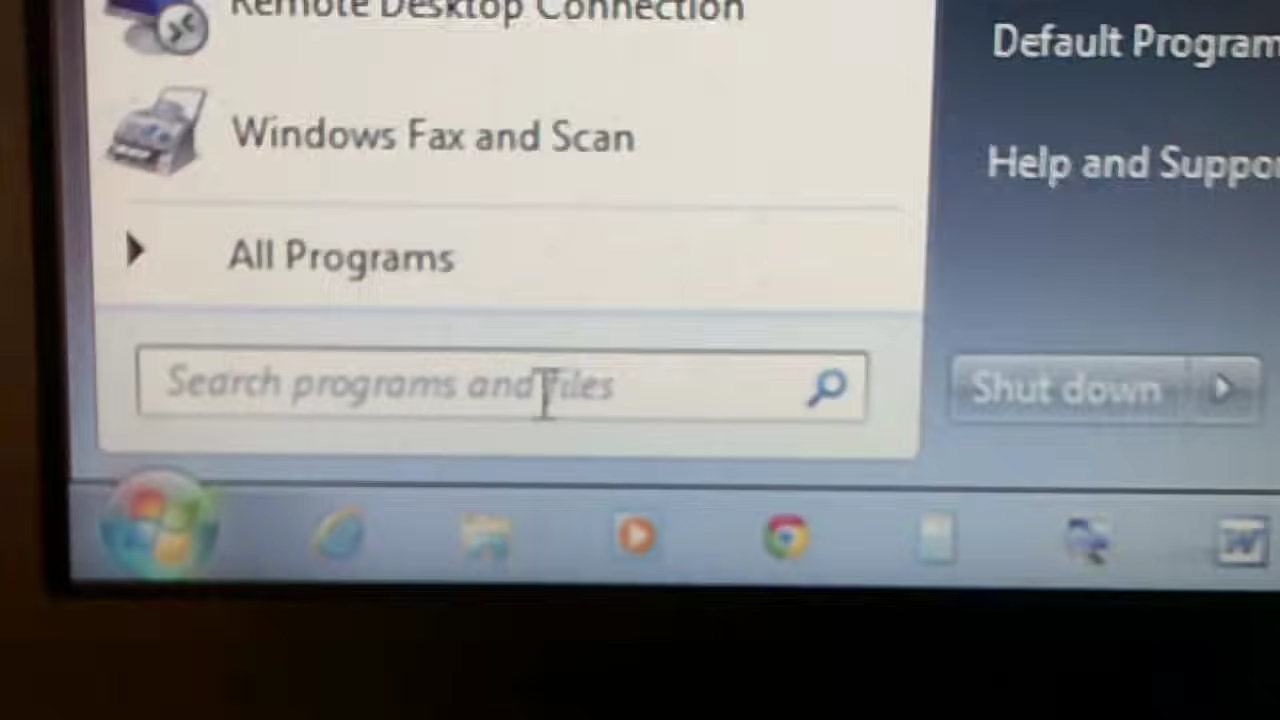 Remote Desktop Connection
Default Program
Windows Fax and Scan
Help and Suppo
All Programs
Search programs and files
Shut down
W